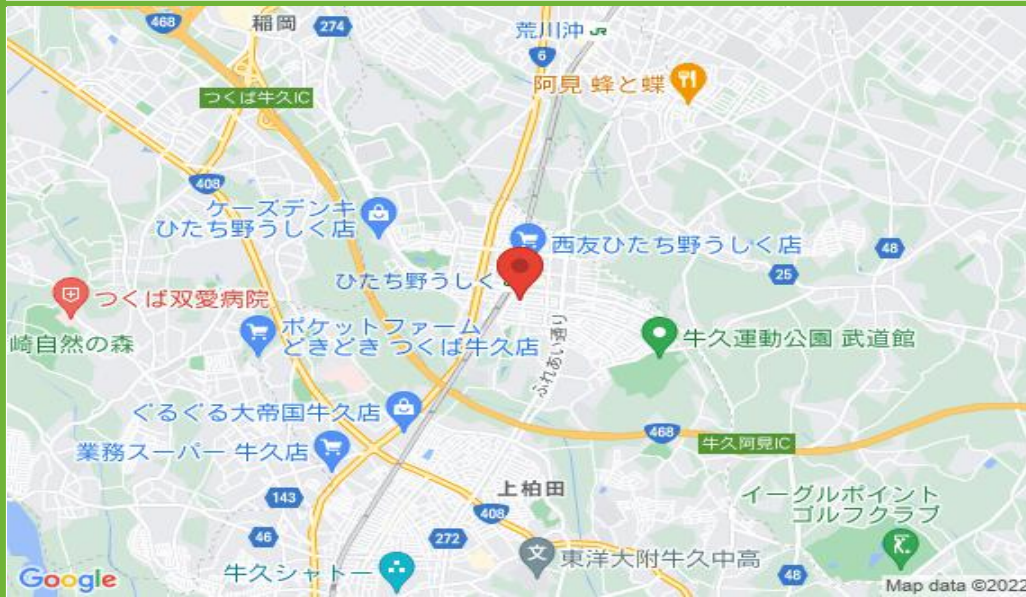 468
稲岡
274
荒川沖 JR
6
阿見 蜂と蝶
つくば牛久IC
408
ケーズデンキ
ひたち野うしく店
西友ひたち野うしく店
48
ひたち野うしく
25
つくば双愛病院
崎自然の森
ポケットファーム
どきどき つくば牛久店
ふれあい通り
牛久運動公園 武道館
ぐるぐる大帝国牛久店
468
牛久阿見IC
業務スーパー 牛久店
上柏田
143
408
イーグルポイント
ゴルフクラブ
46
272
文
東洋大附牛久中高
牛久シャトー
48
Google
Map data ©2022